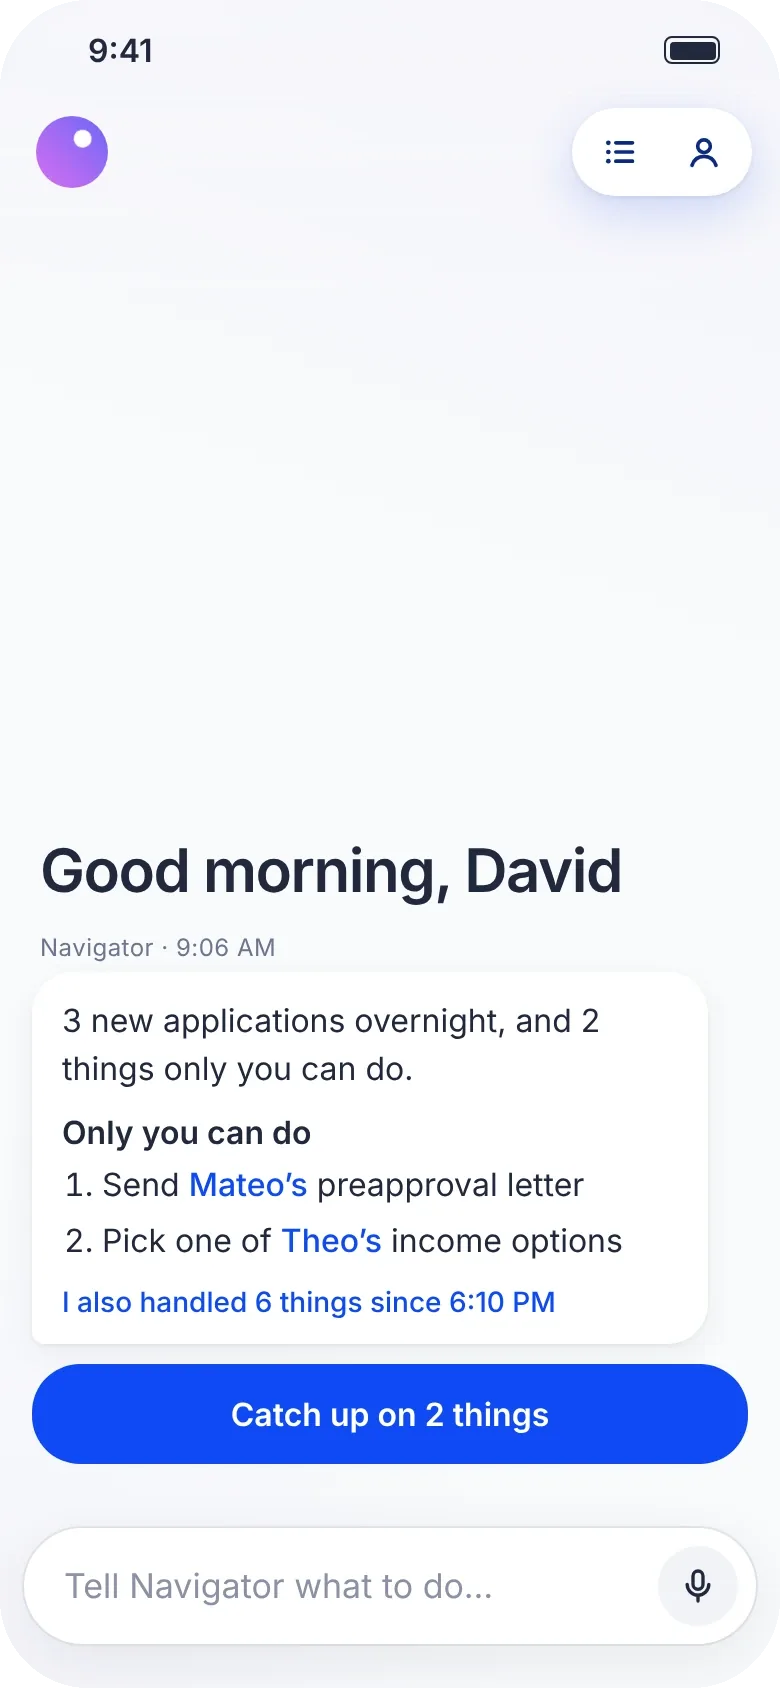 9:41
Good morning, David
Navigator · 9:06 AM
3 new applications overnight, and 2
things only you can do.
Only you can do
1. Send Mateo’s preapproval letter
2. Pick one of Theo’s income options
I also handled 6 things since 6:10 PM
Catch up on 2 things
Tell Navigator what to do...